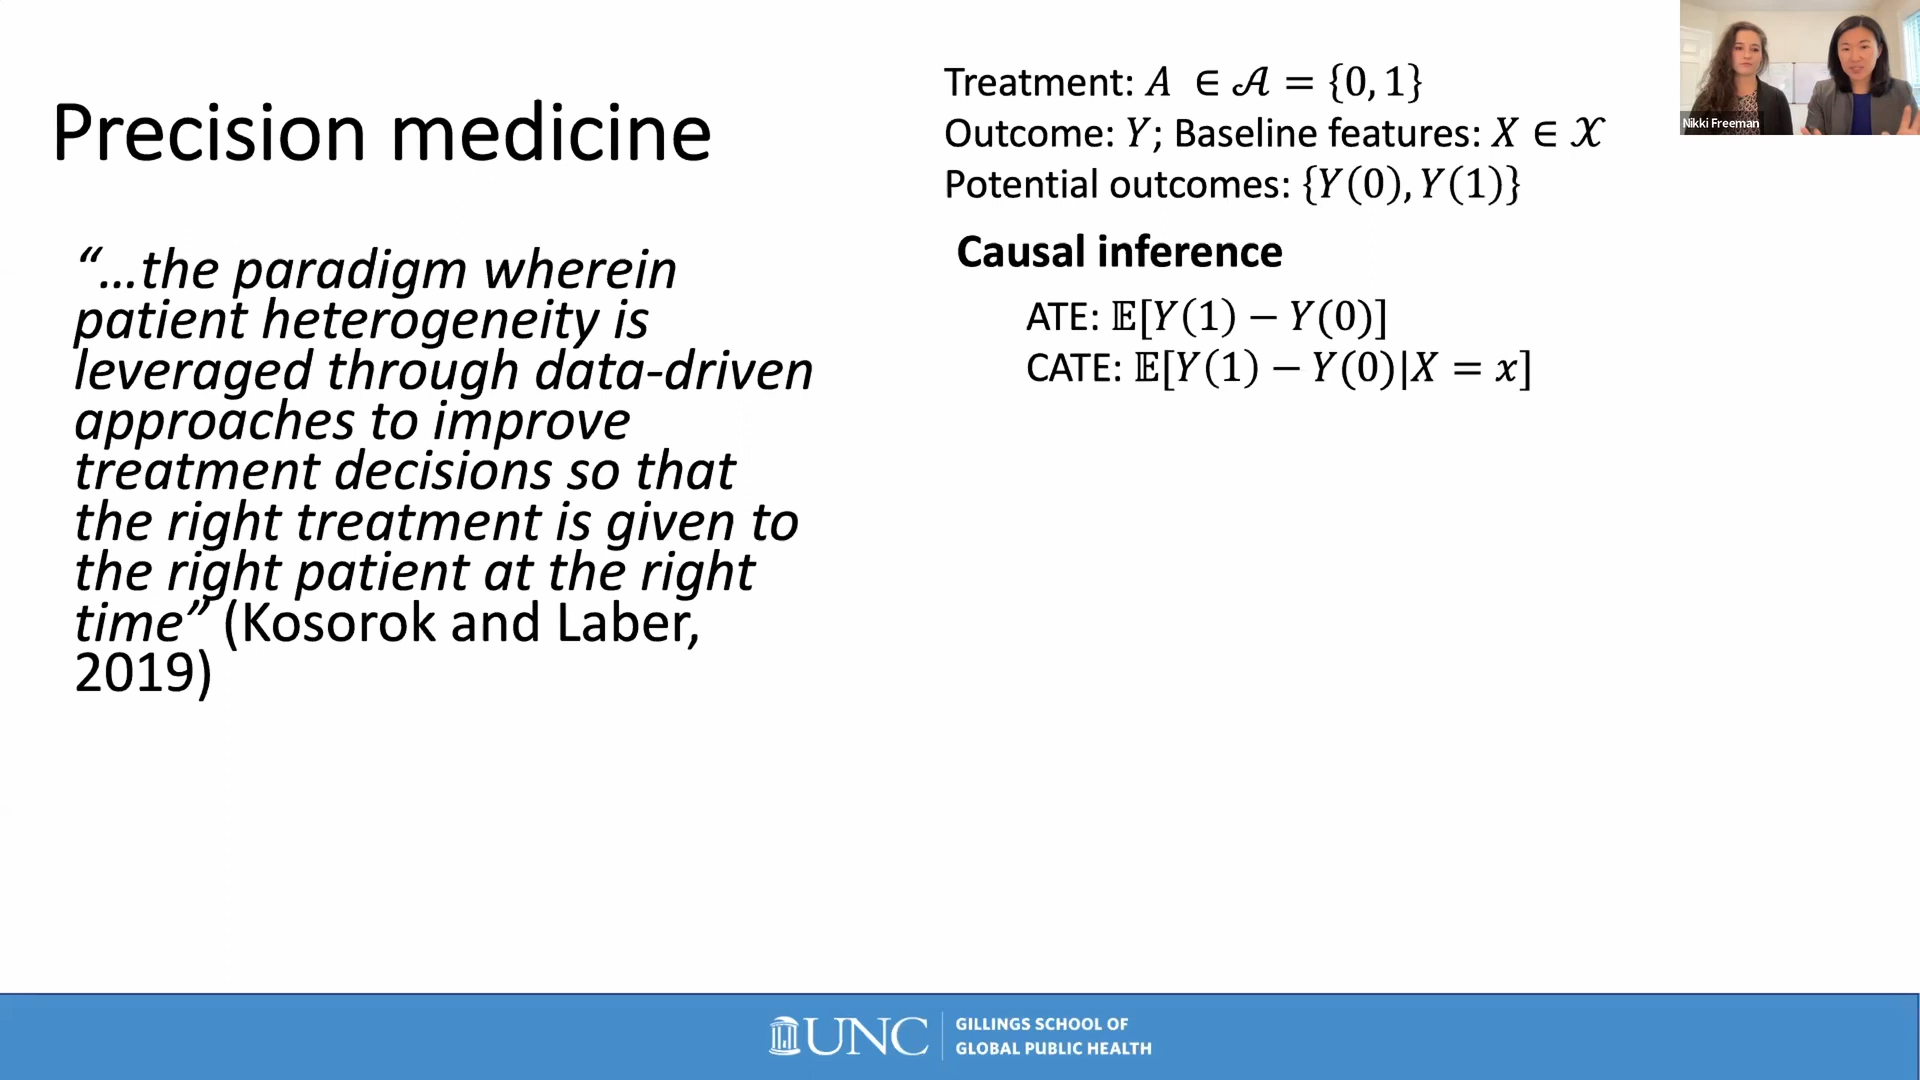 Precision medicine
“...the paradigm wherein
patient heterogeneity is
leveraged through data-driven
approaches to improve
treatment decisions so that
the right treatment is given to
the right patient at the right
time” (Kosorok and Laber,
2019)
Treatment: A ∈ 𝒜 = {0, 1}
Outcome: Y; Baseline features: X ∈ 𝒳
Potential outcomes: {Y(0), Y(1)}
Causal inference
ATE: 𝔼[Y(1) − Y(0)]
CATE: 𝔼[Y(1) − Y(0)|X = x]
Nikki Freeman
UNC
GILLINGS SCHOOL OF
GLOBAL PUBLIC HEALTH